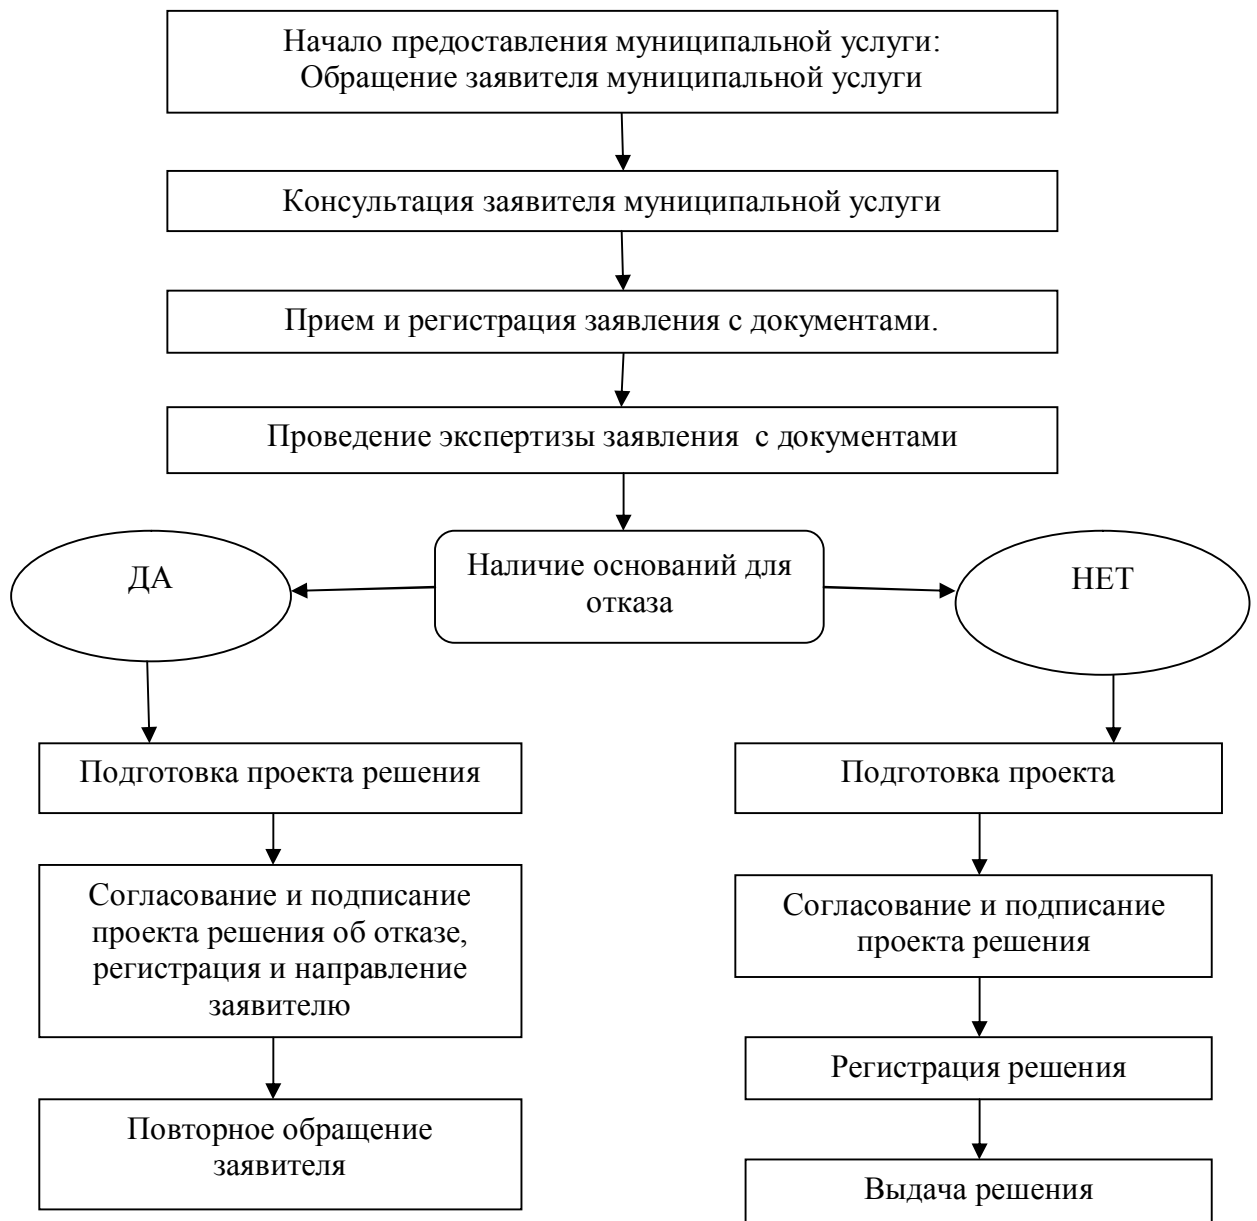 Начало предоставления муниципальной услуги:
Обращение заявителя муниципальной услуги
Консультация заявителя муниципальной услуги
Прием и регистрация заявления с документами.
Проведение экспертизы заявления с документами
Наличие оснований для
отказа
ДА
НЕТ
Подготовка проекта решения
Согласование и подписание
проекта решения об отказе,
регистрация и направление
заявителю
Повторное обращение
заявителя
Подготовка проекта
Согласование и подписание
проекта решения
Регистрация решения
Выдача решения